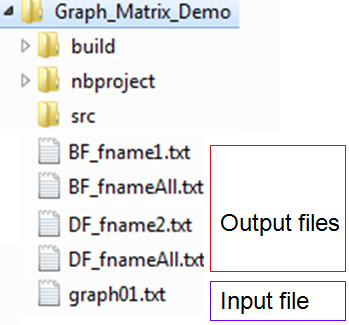 Graph_Matrix_Demo
build
nbproject
src
BF_fname1.txt
BF_fnameAll.txt
DF_fname2.txt
Output files
DF_fnameAll.txt
graph01.txt
Input file